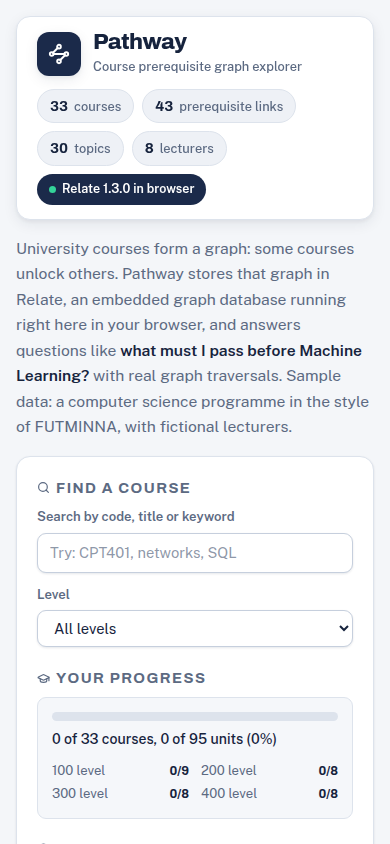 Pathway
Course prerequisite graph explorer
33 courses
43 prerequisite links
30 topics
8 lecturers
Relate 1.3.0 in browser
University courses form a graph: some courses
unlock others. Pathway stores that graph in
Relate, an embedded graph database running
right here in your browser, and answers
questions like what must I pass before Machine
Learning? with real graph traversals. Sample
data: a computer science programme in the style
of FUTMINNA, with fictional lecturers.
FIND A COURSE
Search by code, title or keyword
Try: CPT401, networks, SQL
Level
All levels
YOUR PROGRESS
0 of 33 courses, 0 of 95 units (0%)
100 level 0/9 200 level 0/8
300 level 0/8 400 level 0/8